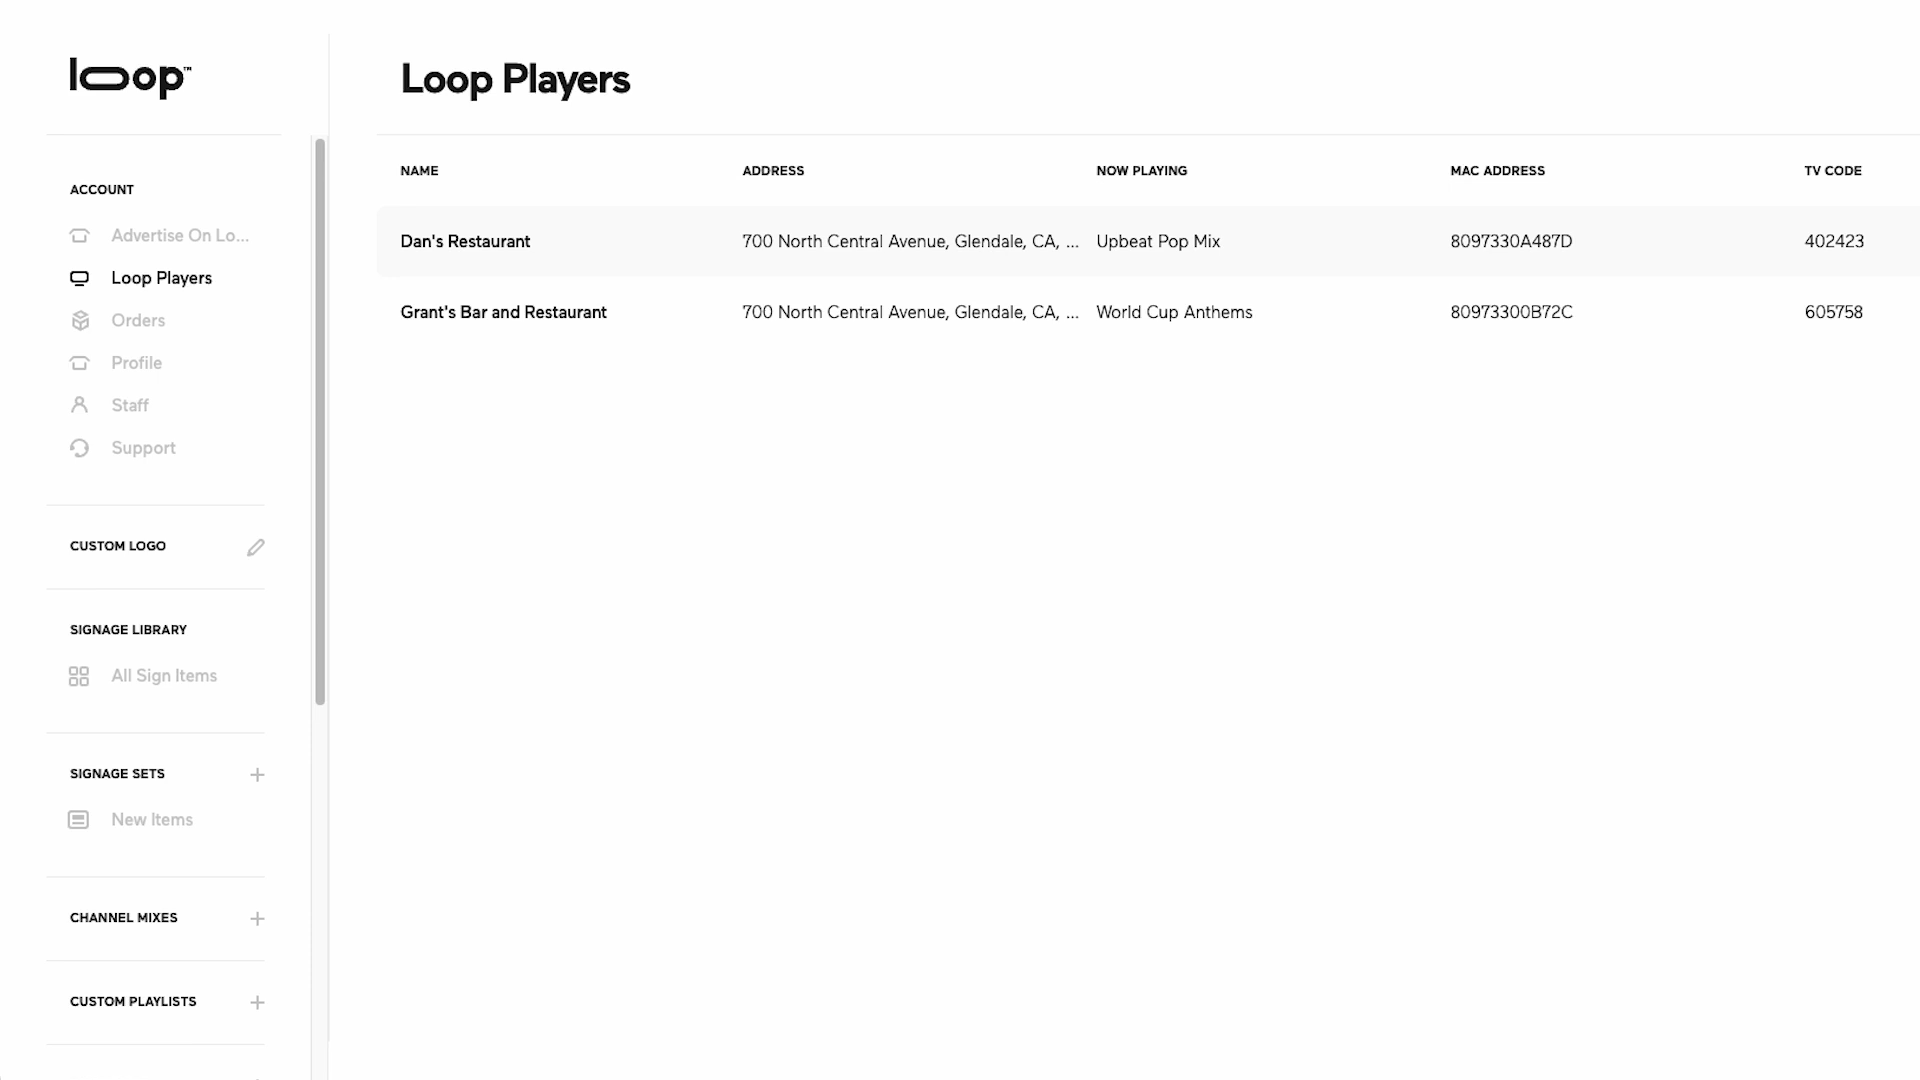 loop™
ACCOUNT
Advertise On Lo...
Loop Players
Orders
Profile
Staff
Support
CUSTOM LOGO
SIGNAGE LIBRARY
All Sign Items
SIGNAGE SETS
New Items
CHANNEL MIXES
CUSTOM PLAYLISTS
Loop Players
NAME ADDRESS NOW PLAYING MAC ADDRESS TV CODE
Dan's Restaurant 700 North Central Avenue, Glendale, CA, ... Upbeat Pop Mix 8097330A487D 402423
Grant's Bar and Restaurant 700 North Central Avenue, Glendale, CA, ... World Cup Anthems 80973300B72C 605758